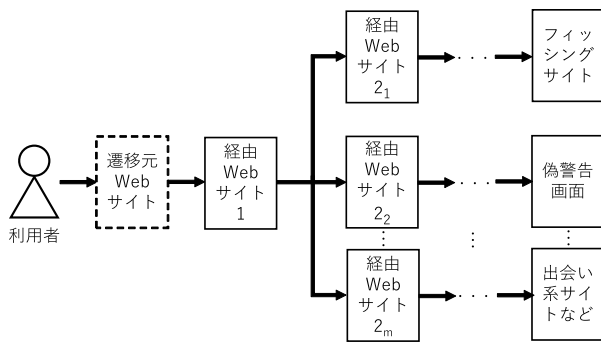 利用者
遷移元
Web
サイト
経由
Web
サイト
1
経由
Web
サイト
2₁
・・・
フィッ
シング
サイト
経由
Web
サイト
2₂
・・・
偽警告
画面
経由
Web
サイト
2ₘ
・・・
出会い
系サイ
トなど